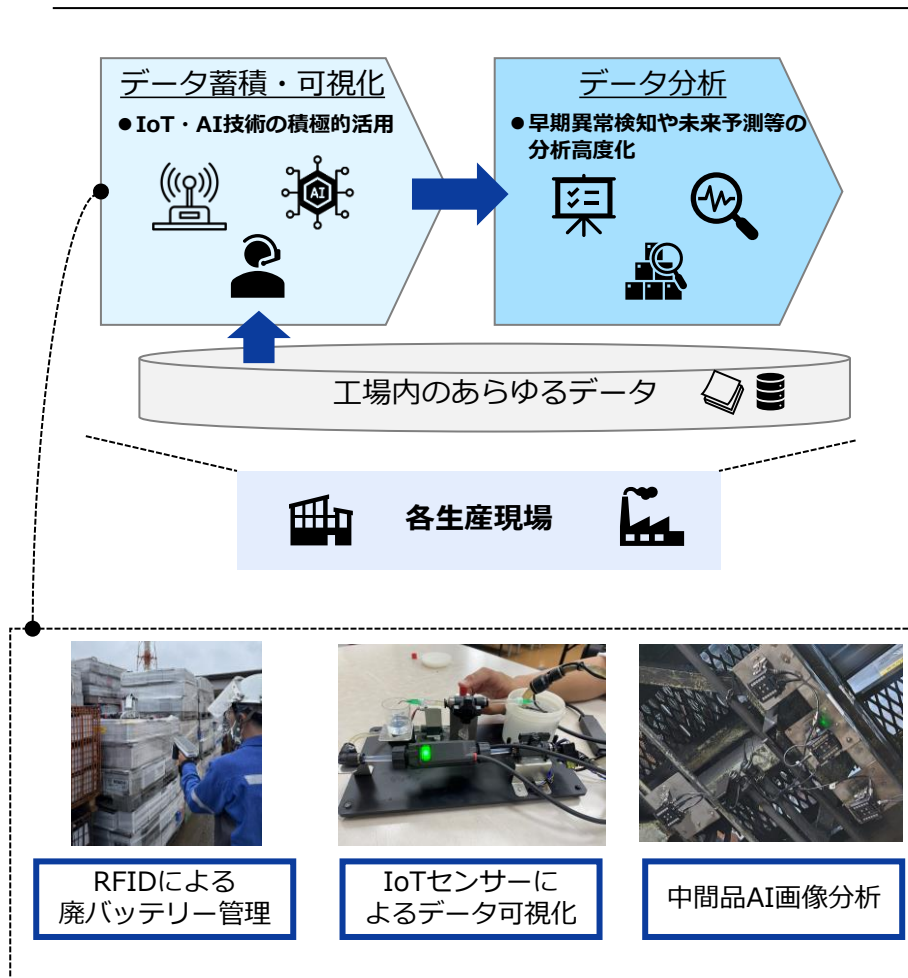 データ蓄積・可視化
●IoT・AI技術の積極的活用
AI
データ分析
●早期異常検知や未来予測等の
分析高度化
工場内のあらゆるデータ
各生産現場
RFIDによる
廃バッテリー管理
IoTセンサーに
よるデータ可視化
中間品AI画像分析